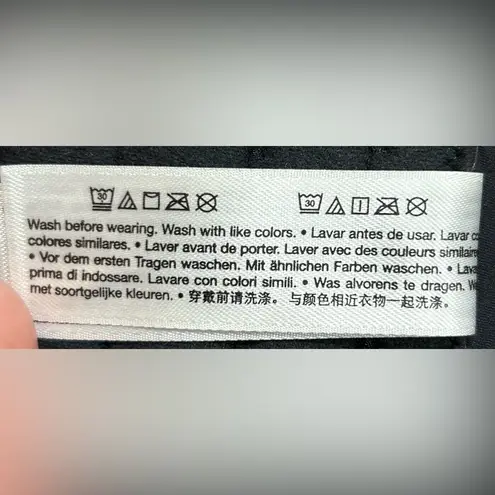 30 30
Wash before wearing. Wash with like colors. • Lavar antes de usar. Lavar
colores similares. • Laver avant de porter. Laver avec des couleurs
• Vor dem ersten Tragen waschen. Mit ähnlichen Farben waschen. •
prima di indossare. Lavare con colori simili. • Was alvorens te dragen.
met soortgelijke kleuren. • 穿戴前请洗涤。与颜色相近衣物一起洗涤。